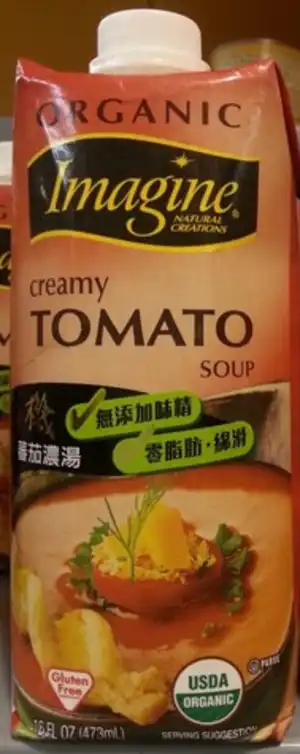 ORGANIC
Imagine®
NATURAL
CREATIONS
creamy
TOMATO
SOUP
有機
無添加味精
零脂肪・綿滑
蕃茄濃湯
Gluten
Free
USDA
ORGANIC
PARVE
16 FL OZ (473mL)
SERVING SUGGESTION